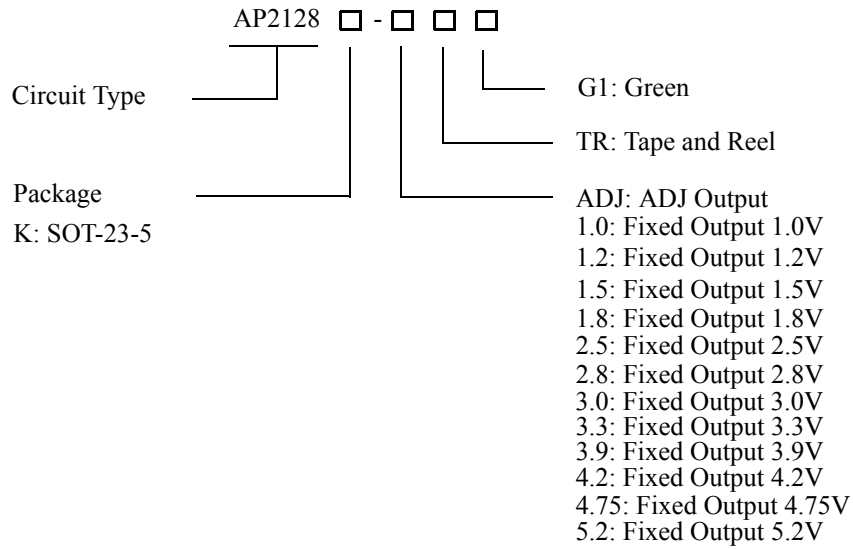 AP2128 -
Circuit Type
G1: Green
TR: Tape and Reel
Package
K: SOT-23-5
ADJ: ADJ Output
1.0: Fixed Output 1.0V
1.2: Fixed Output 1.2V
1.5: Fixed Output 1.5V
1.8: Fixed Output 1.8V
2.5: Fixed Output 2.5V
2.8: Fixed Output 2.8V
3.0: Fixed Output 3.0V
3.3: Fixed Output 3.3V
3.9: Fixed Output 3.9V
4.2: Fixed Output 4.2V
4.75: Fixed Output 4.75V
5.2: Fixed Output 5.2V